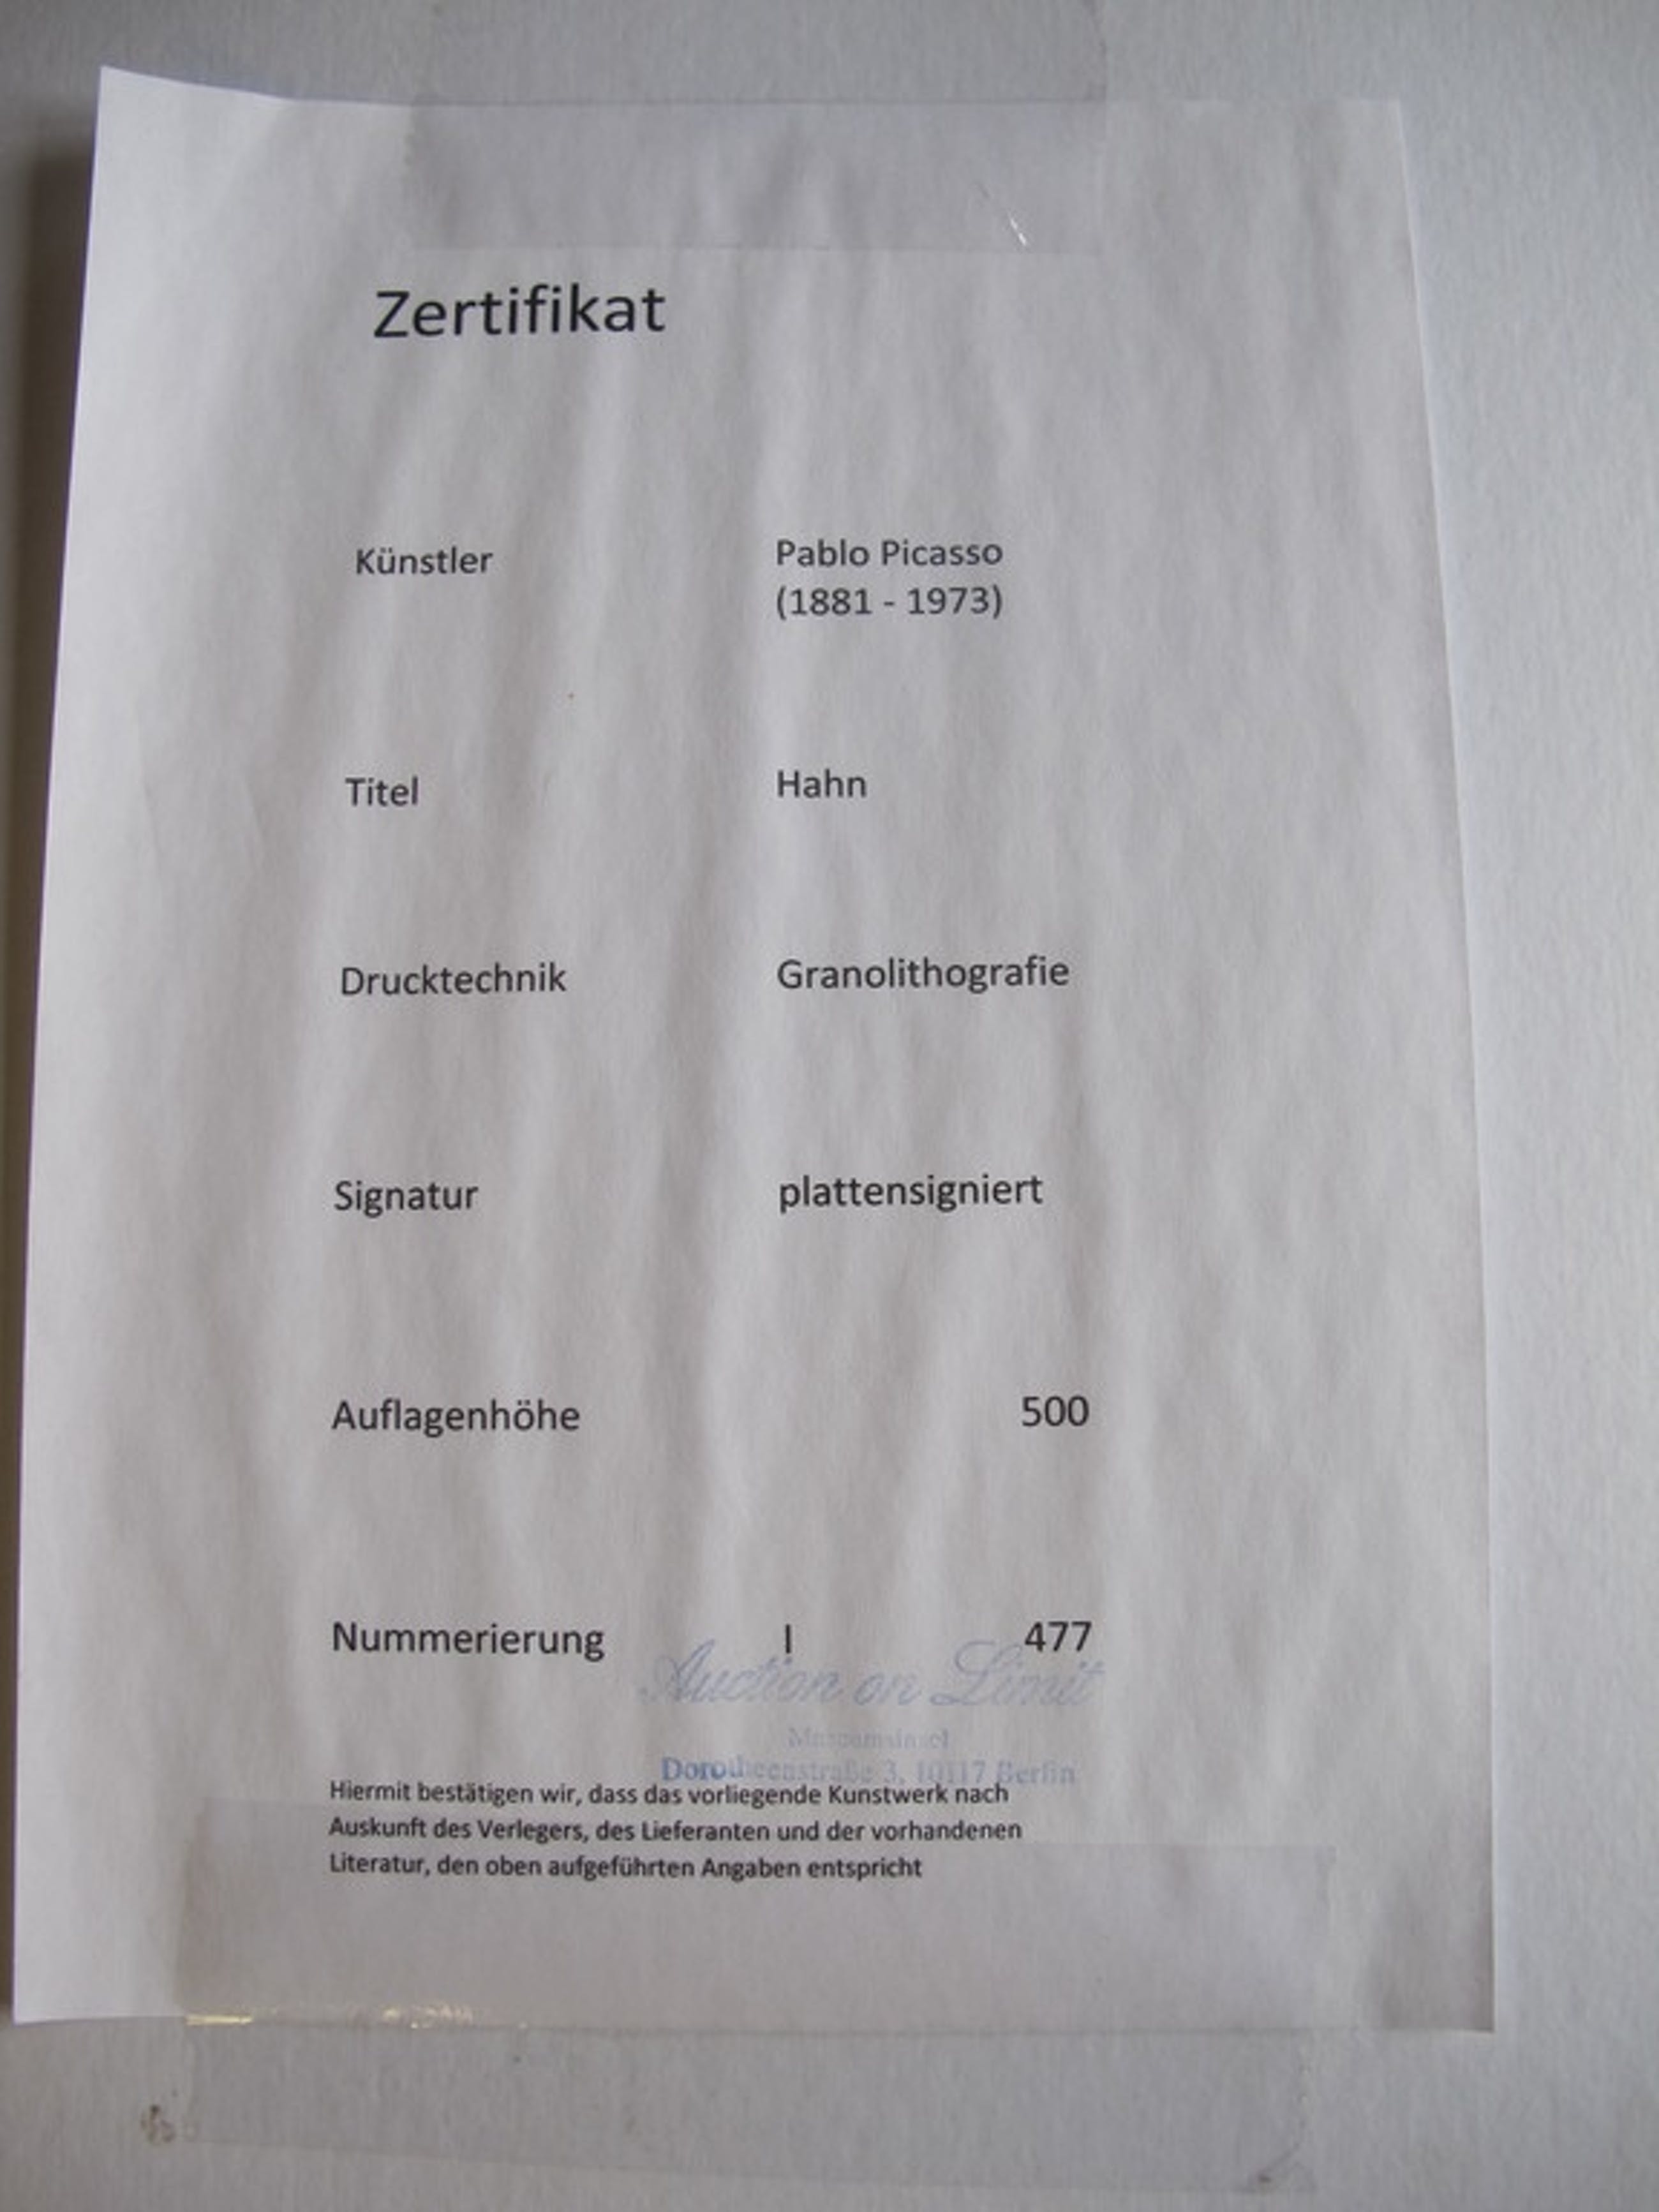 Zertifikat
Künstler Pablo Picasso
(1881 - 1973)
Titel Hahn
Drucktechnik Granolithografie
Signatur plattensigniert
Auflagenhöhe 500
Nummerierung I 477
Auction on Limit
Museumsinsel
Dorotheenstraße 3, 10117 Berlin
Hiermit bestätigen wir, dass das vorliegende Kunstwerk nach
Auskunft des Verlegers, des Lieferanten und der vorhandenen
Literatur, den oben aufgeführten Angaben entspricht